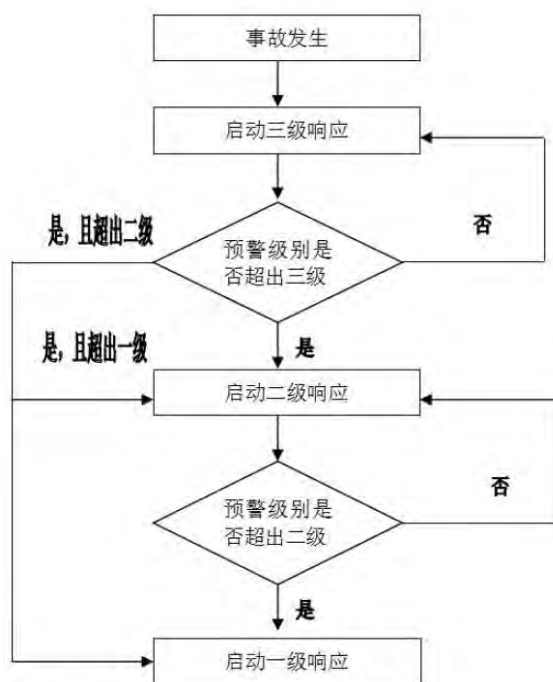 事故发生
启动三级响应
是，且超出二级
否
预警级别是
否超出三级
是，且超出一级
是
启动二级响应
否
预警级别是
否超出二级
是
启动一级响应